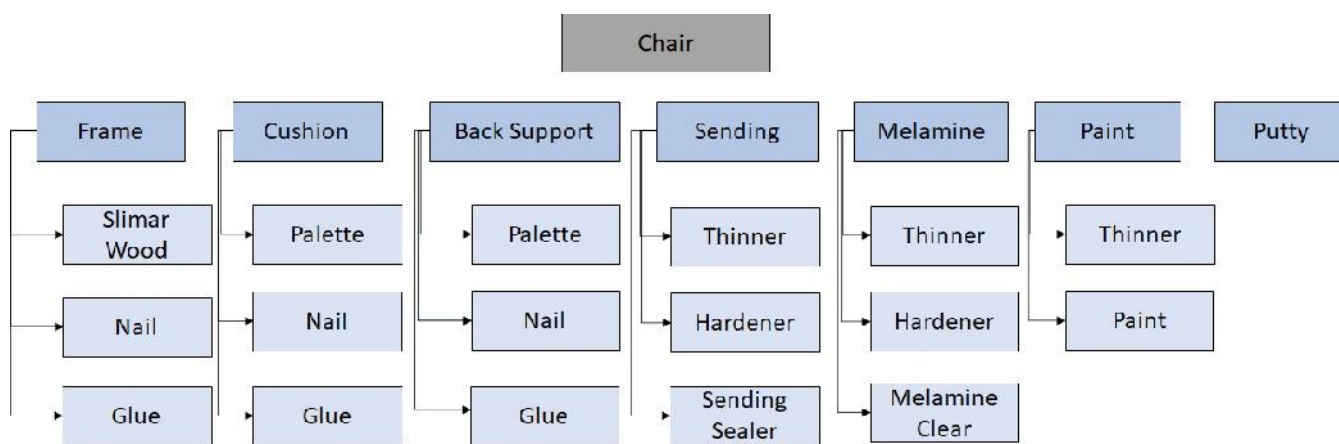 Chair
Frame
Cushion
Back Support
Sending
Melamine
Paint
Putty
Slimar
Wood
Palette
Palette
Thinner
Thinner
Thinner
Nail
Nail
Nail
Hardener
Hardener
Paint
Glue
Glue
Glue
Sending
Sealer
Melamine
Clear